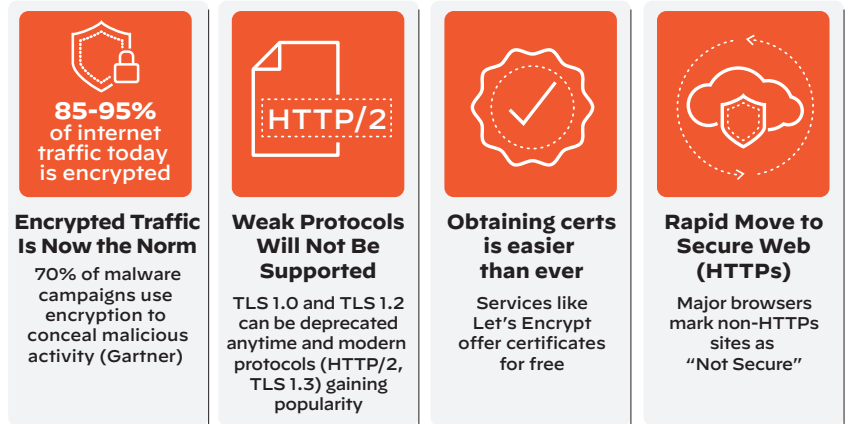 85-95%
of internet
traffic today
is encrypted
Encrypted Traffic
Is Now the Norm
70% of malware
campaigns use
encryption to
conceal malicious
activity (Gartner)
HTTP/2
Weak Protocols
Will Not Be
Supported
TLS 1.0 and TLS 1.2
can be deprecated
anytime and modern
protocols (HTTP/2,
TLS 1.3) gaining
popularity
Obtaining certs
is easier
than ever
Services like
Let's Encrypt
offer certificates
for free
Rapid Move to
Secure Web
(HTTPs)
Major browsers
mark non-HTTPs
sites as
“Not Secure”